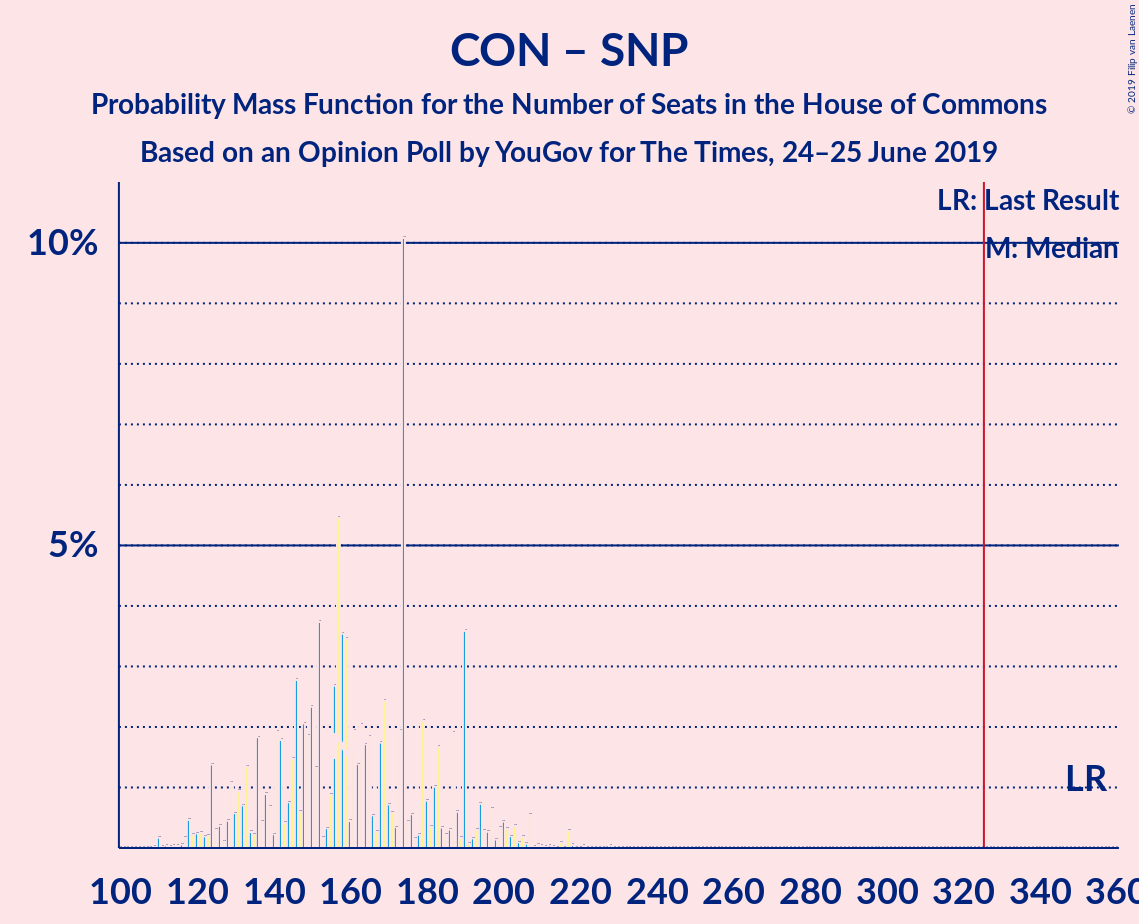 CON – SNP
Probability Mass Function for the Number of Seats in the House of Commons
Based on an Opinion Poll by YouGov for The Times, 24–25 June 2019
© 2019 Filip van Laenen
LR: Last Result
M: Median
10%
5%
LR
100 120 140 160 180 200 220 240 260 280 300 320 340 360